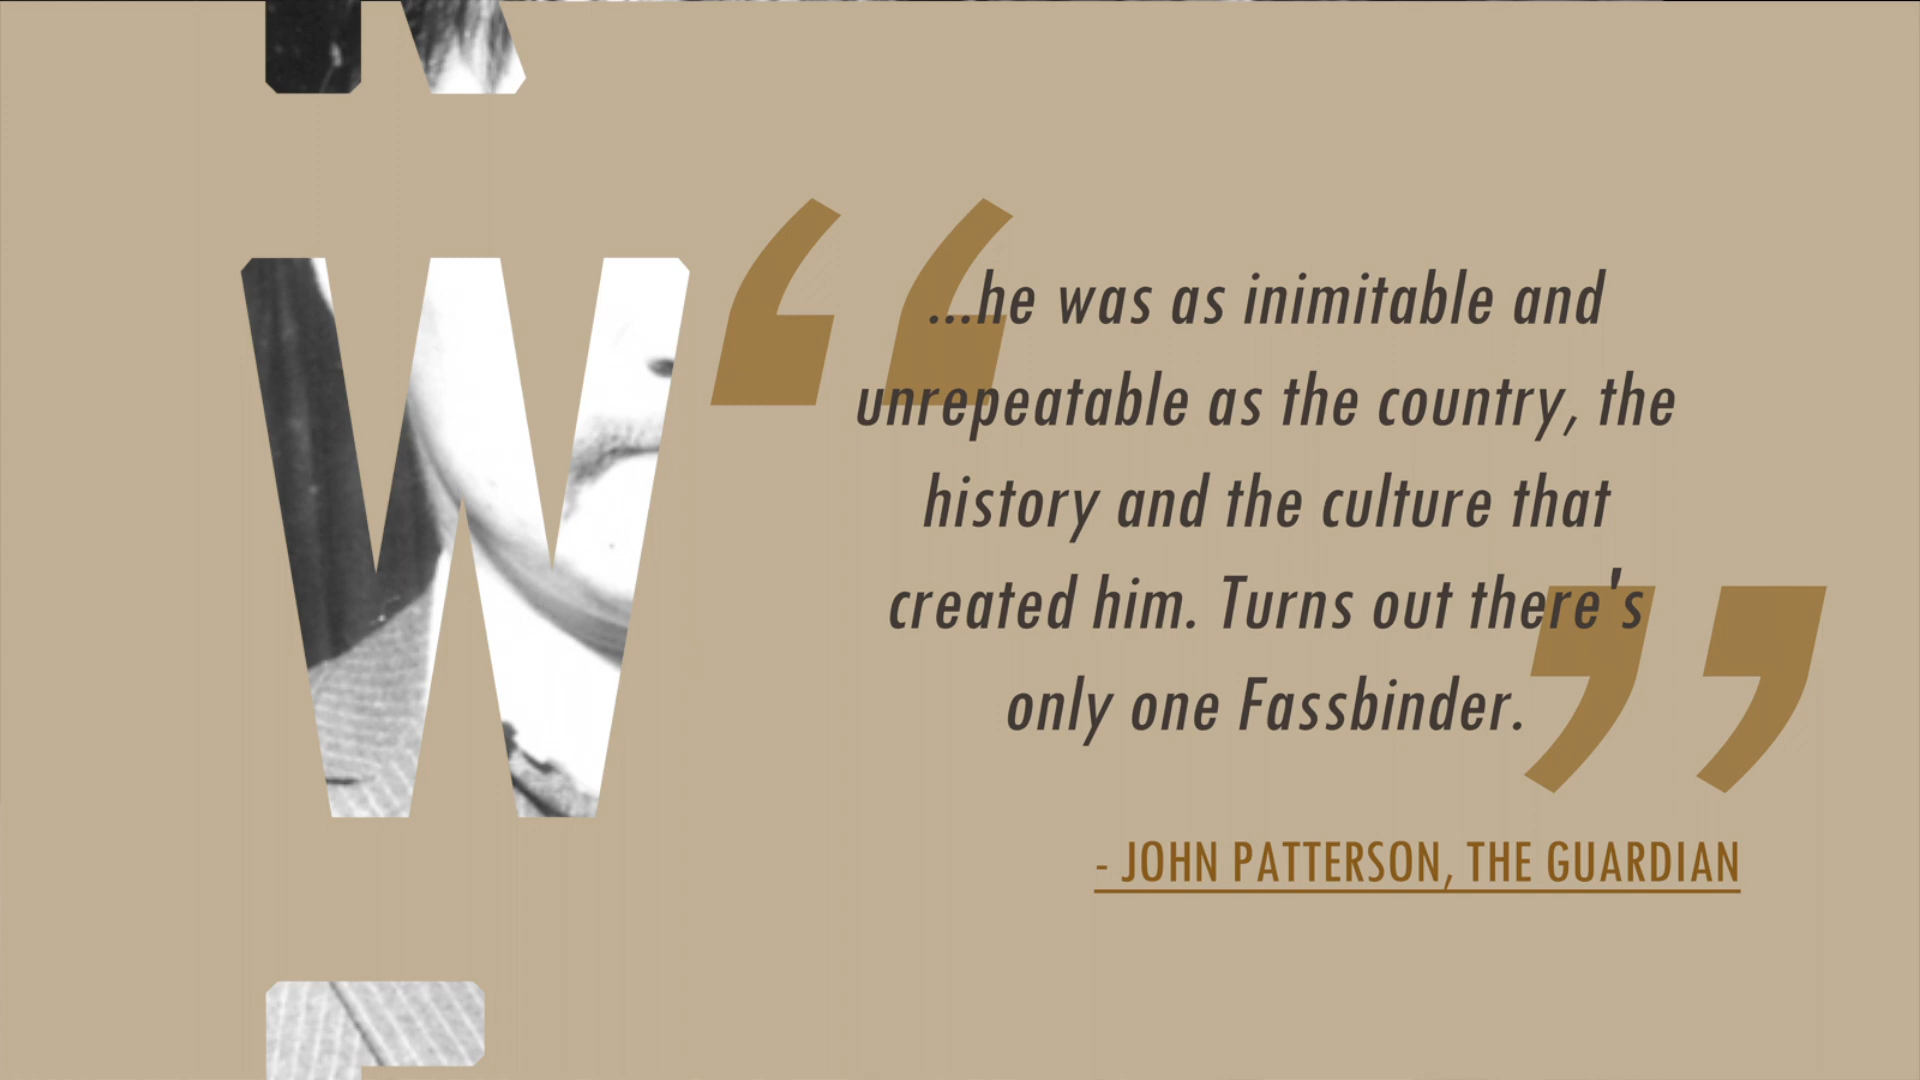 W
“...he was as inimitable and
unrepeatable as the country, the
history and the culture that
created him. Turns out there's
only one Fassbinder.”
- JOHN PATTERSON, THE GUARDIAN